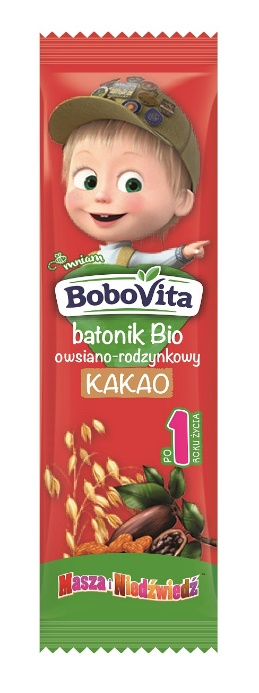 mniam
BoboVita
batonik Bio
owsiano-rodzynkowy
KAKAO
PO 1 ROKU ŻYCIA
Masza i Niedźwiedź